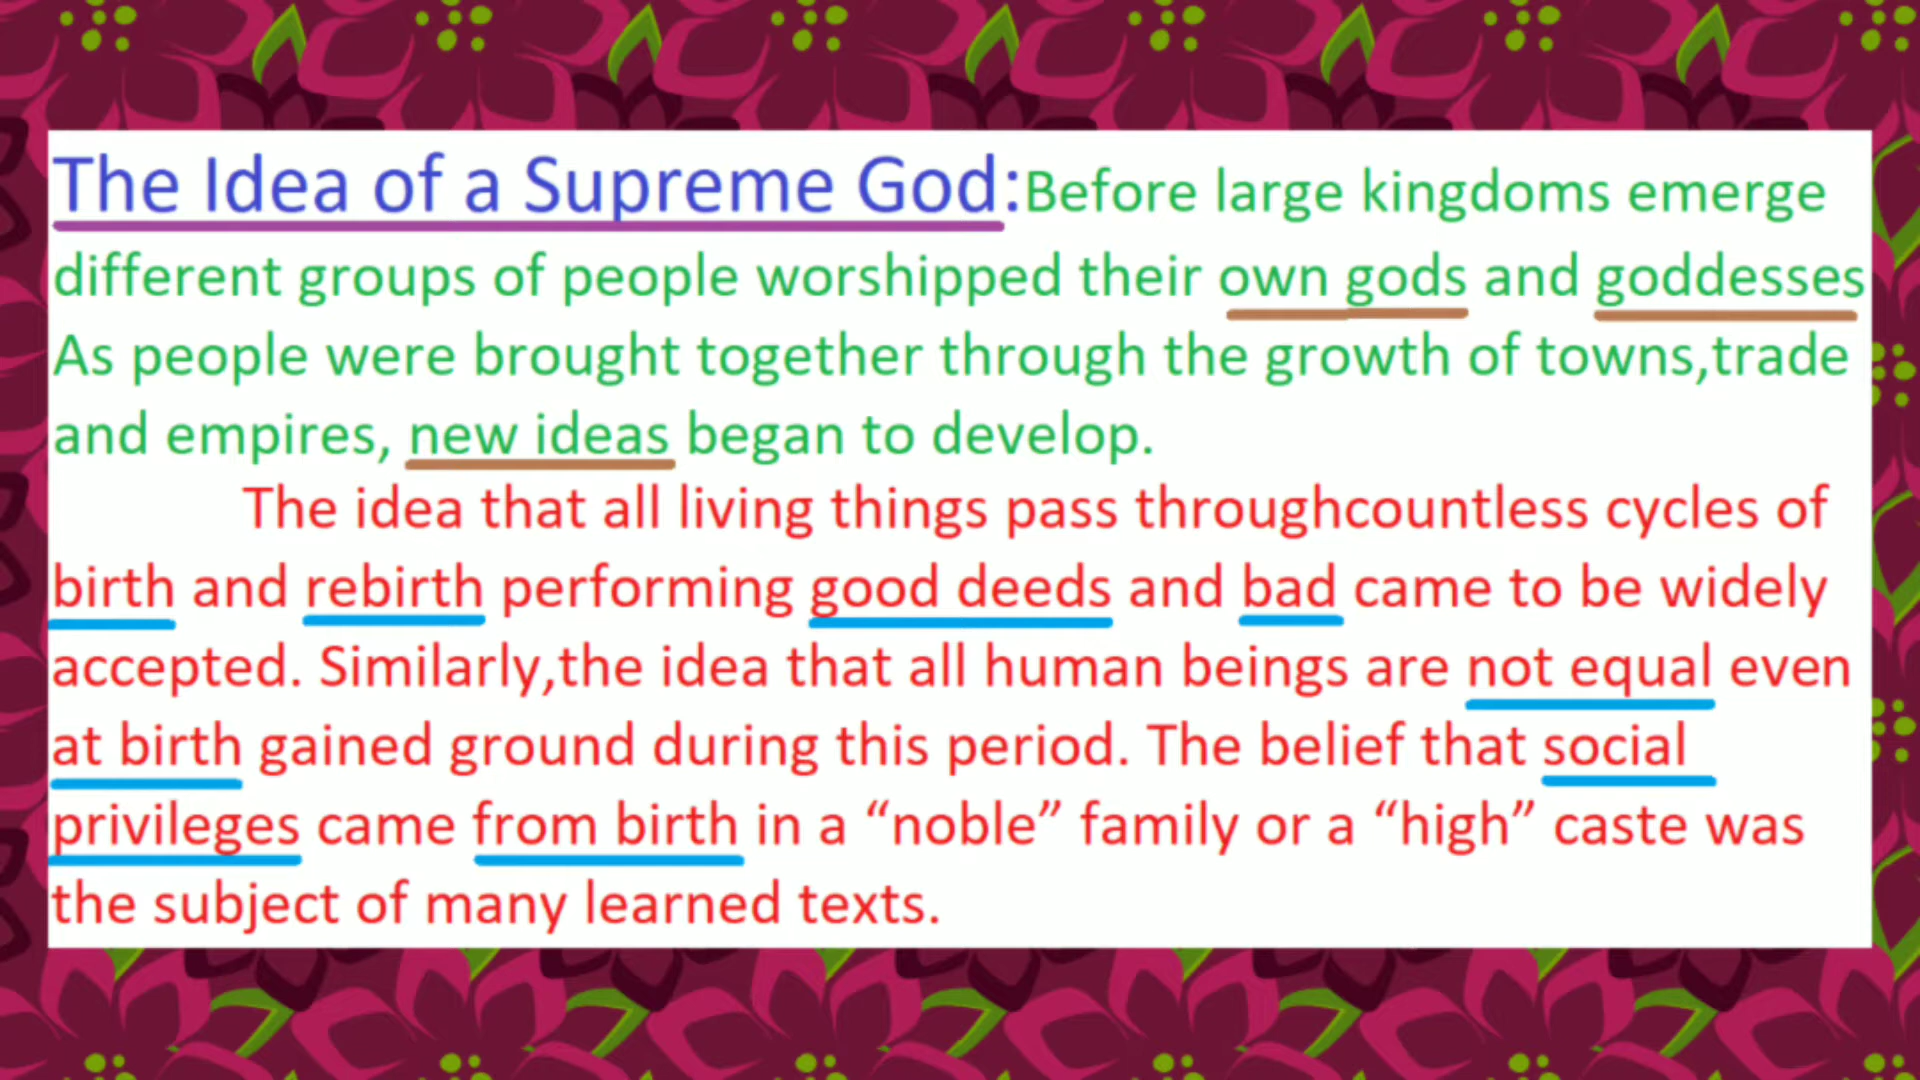 The Idea of a Supreme God:Before large kingdoms emerge
different groups of people worshipped their own gods and goddesses
As people were brought together through the growth of towns,trade
and empires, new ideas began to develop.
The idea that all living things pass throughcountless cycles of
birth and rebirth performing good deeds and bad came to be widely
accepted. Similarly,the idea that all human beings are not equal even
at birth gained ground during this period. The belief that social
privileges came from birth in a “noble” family or a “high” caste was
the subject of many learned texts.